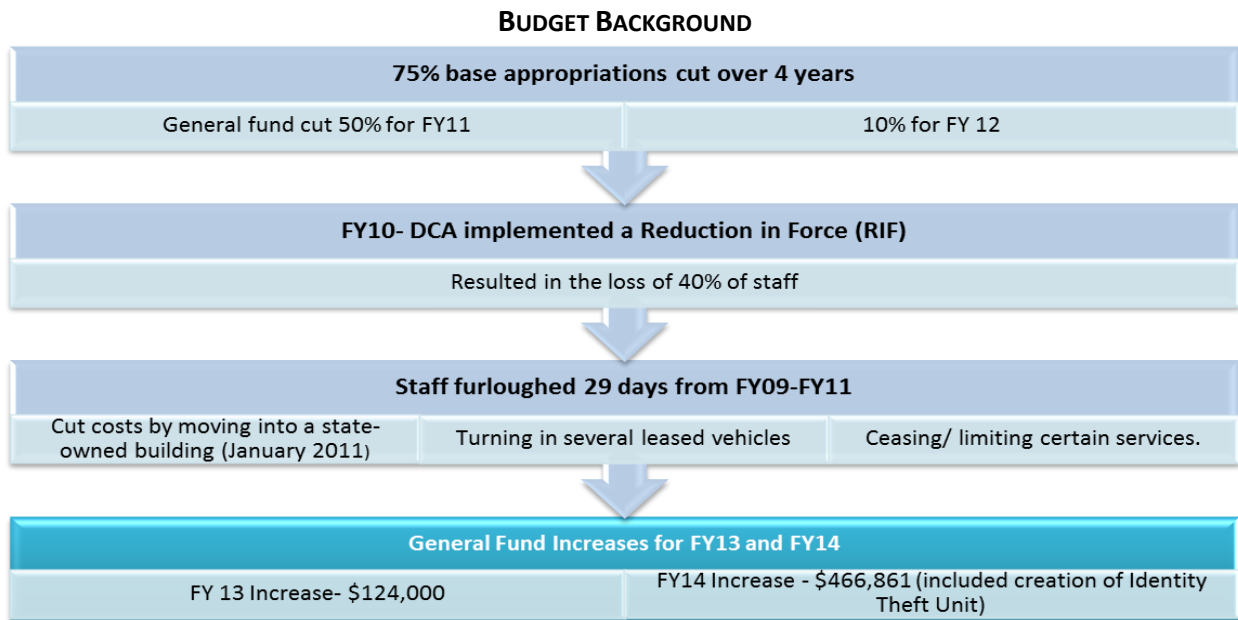 BUDGET BACKGROUND
75% base appropriations cut over 4 years
General fund cut 50% for FY11
10% for FY 12
FY10- DCA implemented a Reduction in Force (RIF)
Resulted in the loss of 40% of staff
Staff furloughed 29 days from FY09-FY11
Cut costs by moving into a state-
owned building (January 2011)
Turning in several leased vehicles
Ceasing/ limiting certain services.
General Fund Increases for FY13 and FY14
FY 13 Increase- $124,000
FY14 Increase - $466,861 (included creation of Identity
Theft Unit)